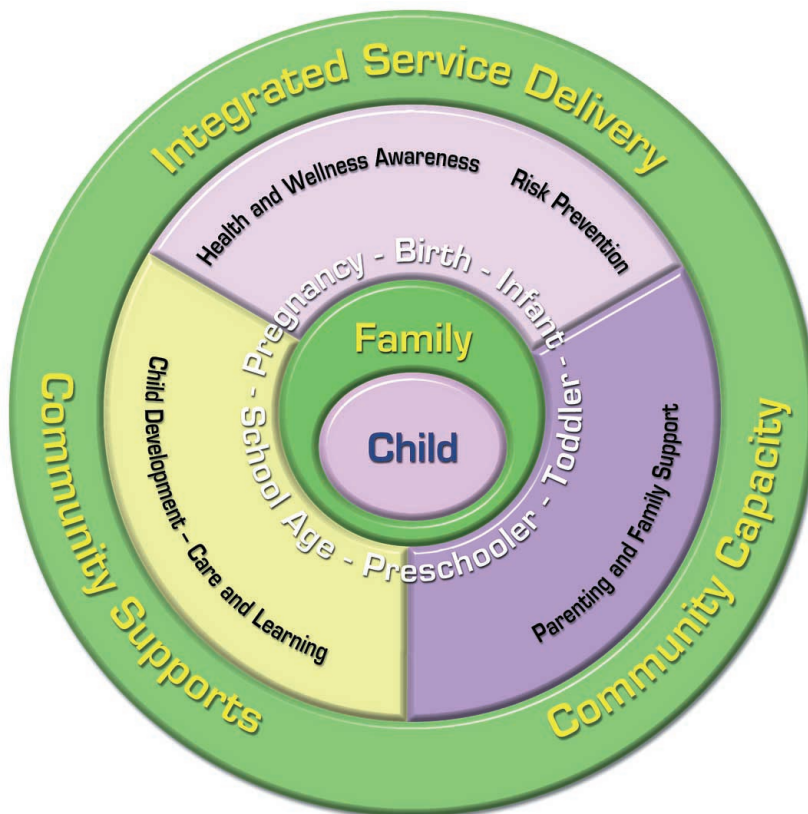 Integrated Service Delivery
Health and Wellness Awareness
Risk Prevention
Pregnancy - Birth - Infant - Toddler - Preschooler - School Age -
Family
Child
Child Development - Care and Learning
Parenting and Family Support
Community Supports
Community Capacity